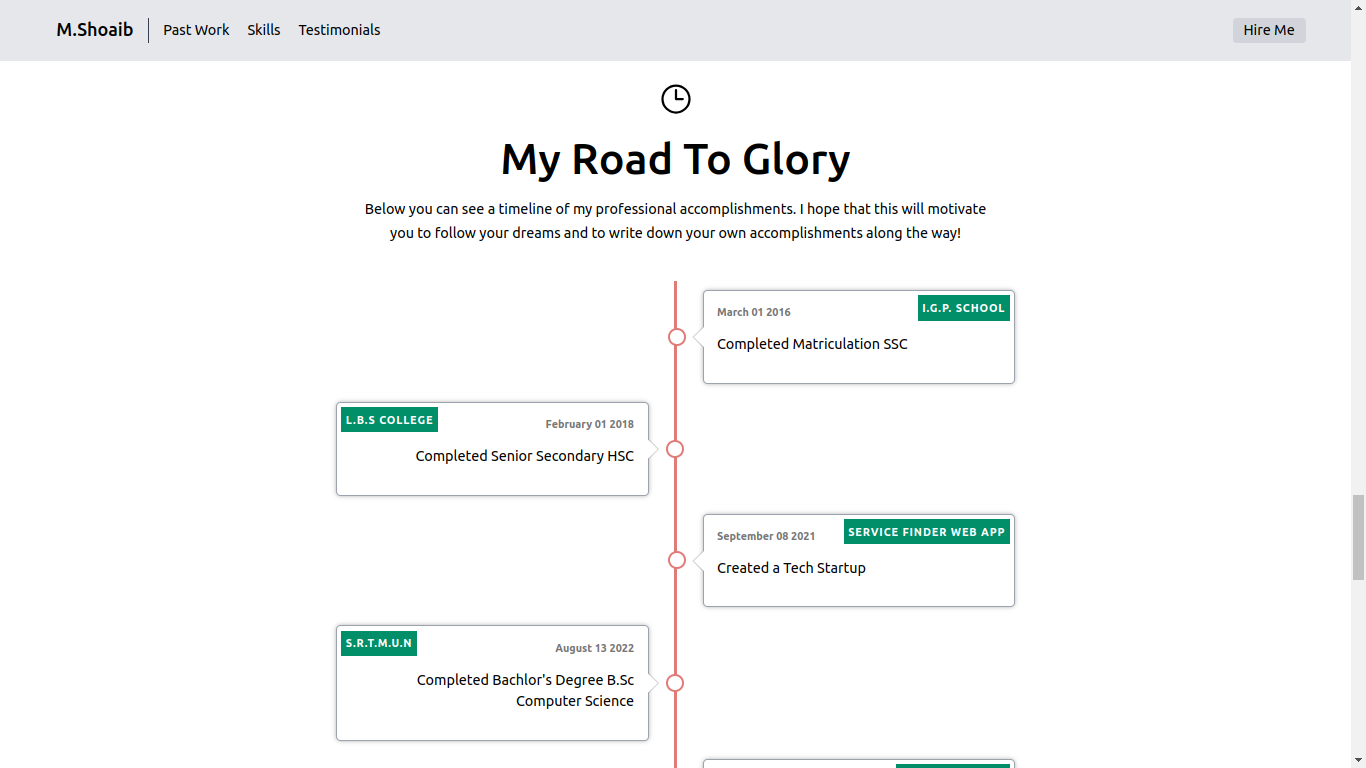 M.Shoaib
Past Work
Skills
Testimonials
Hire Me
My Road To Glory
Below you can see a timeline of my professional accomplishments. I hope that this will motivate
you to follow your dreams and to write down your own accomplishments along the way!
March 01 2016
I.G.P. SCHOOL
Completed Matriculation SSC
L.B.S COLLEGE
February 01 2018
Completed Senior Secondary HSC
September 08 2021
SERVICE FINDER WEB APP
Created a Tech Startup
S.R.T.M.U.N
August 13 2022
Completed Bachlor's Degree B.Sc
Computer Science